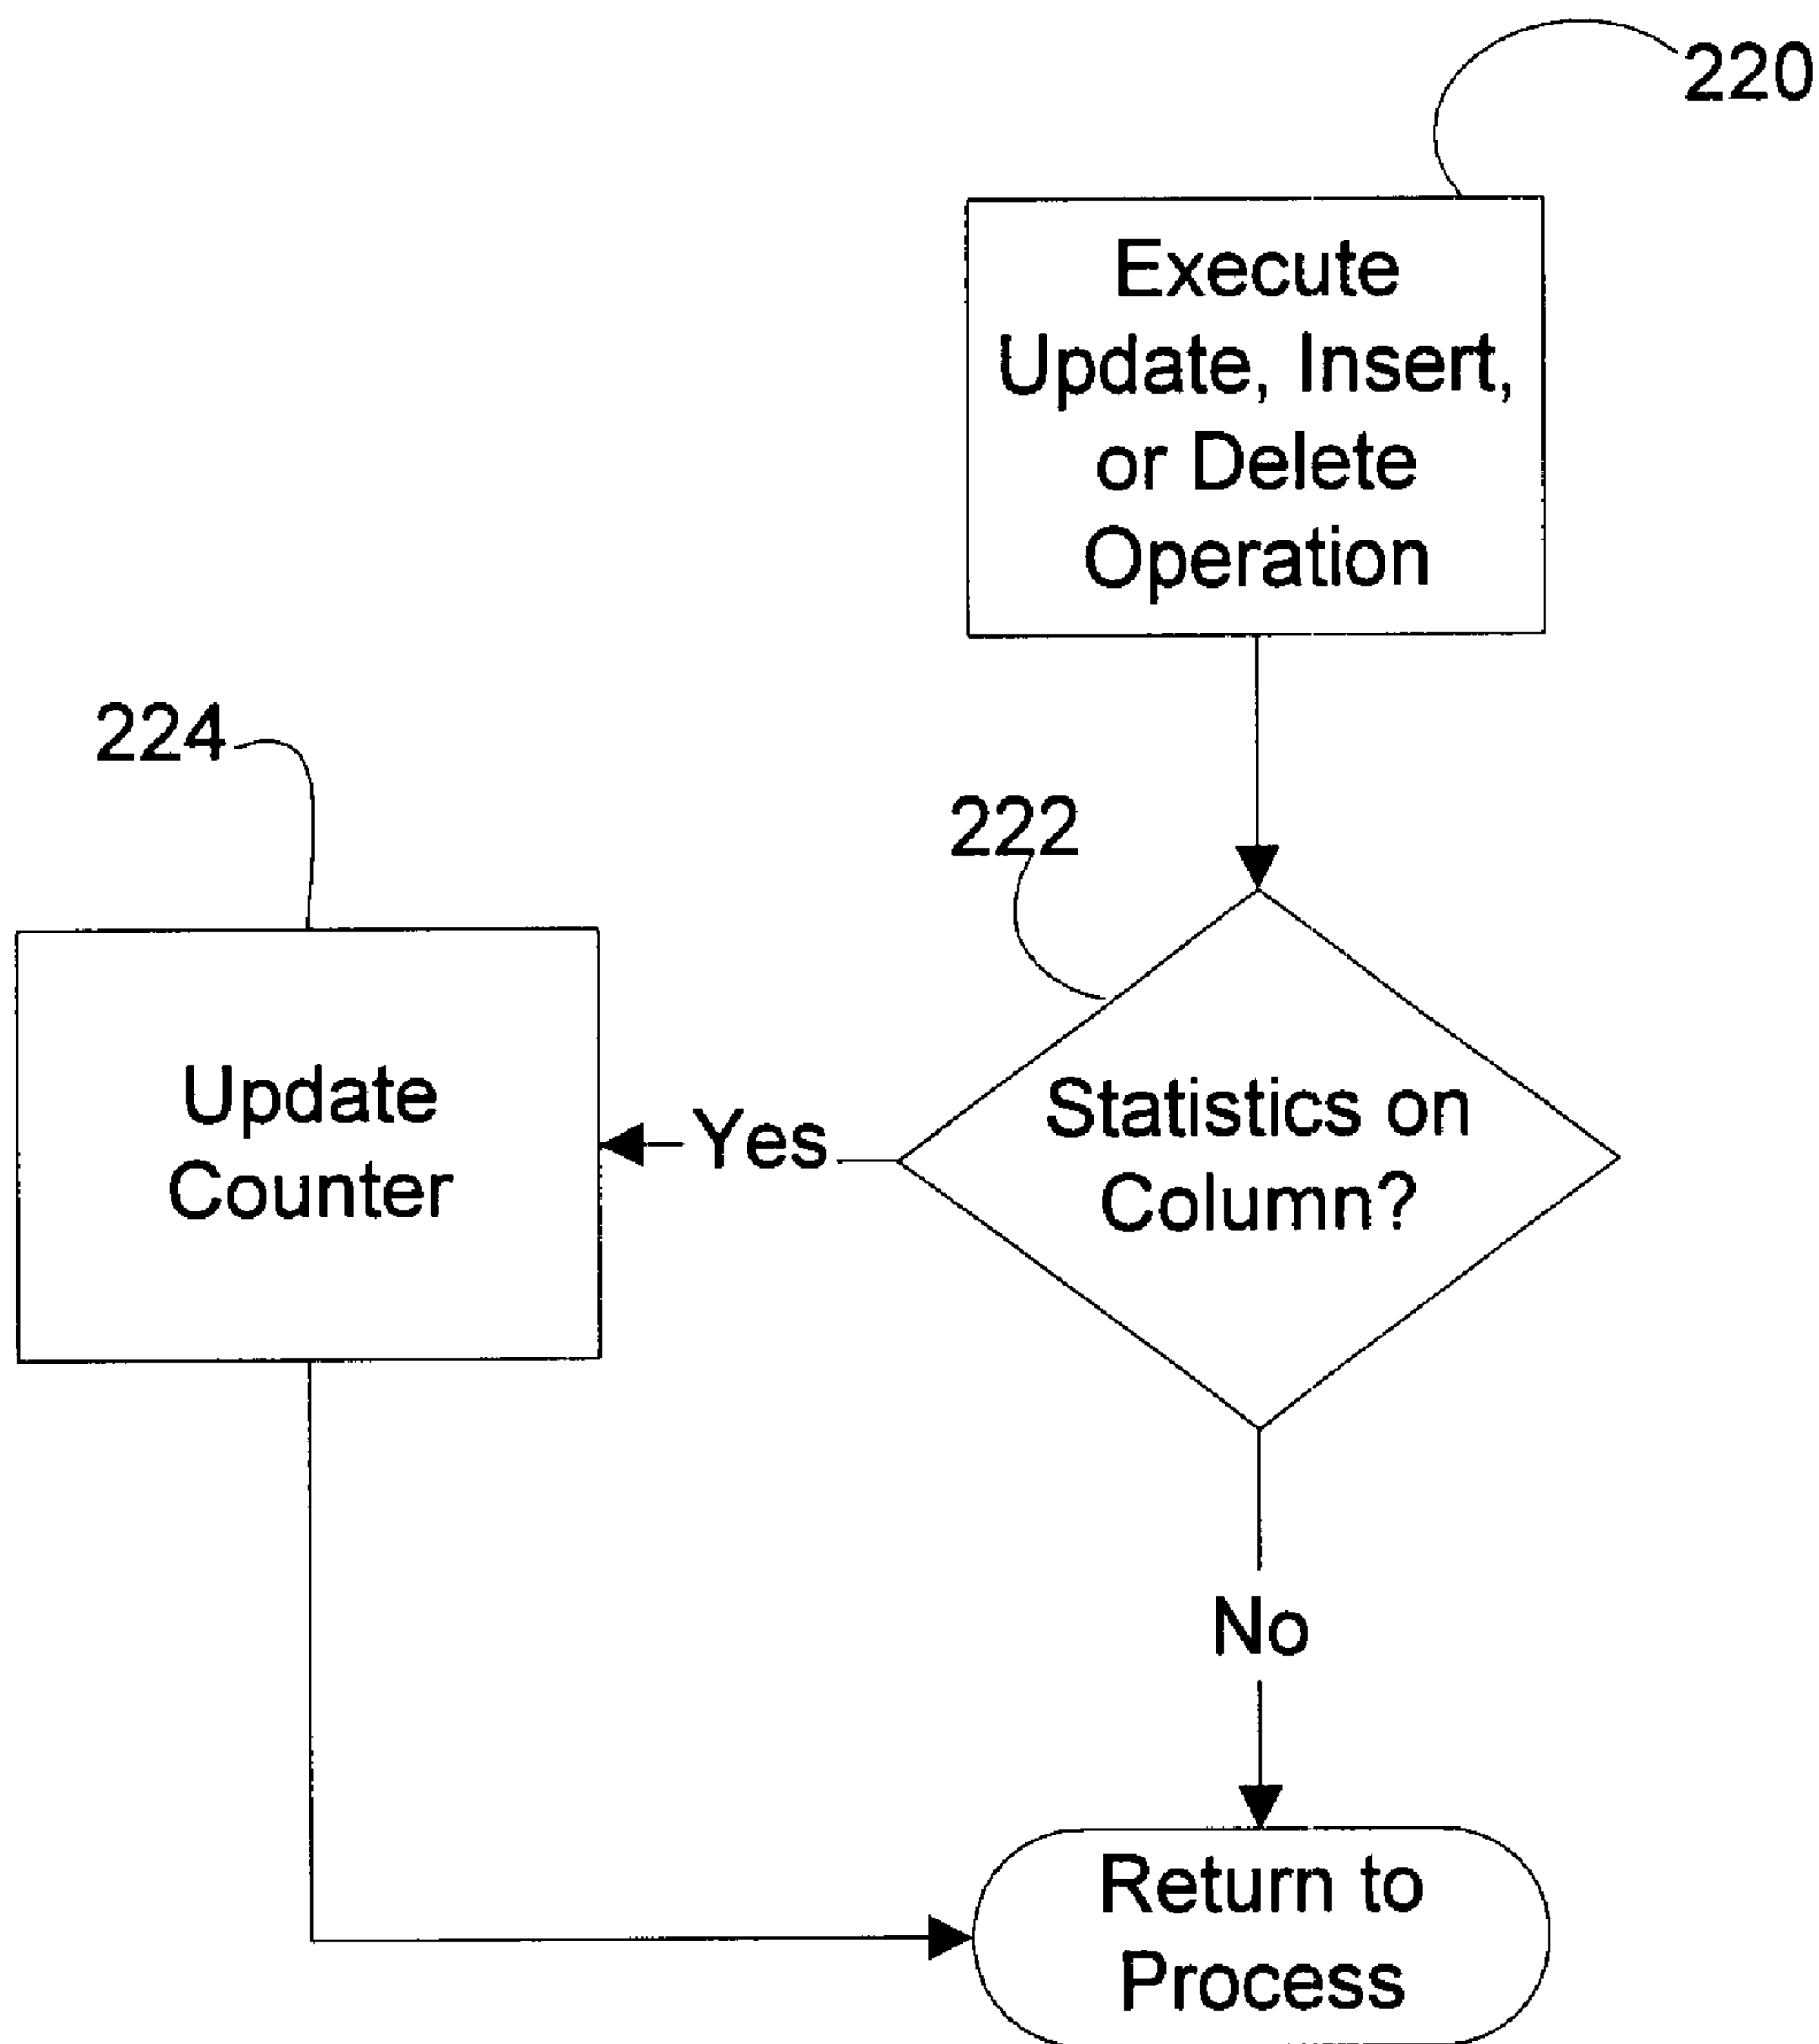 220
Execute
Update, Insert,
or Delete
Operation
224
222
Update
Counter
Yes
Statistics on
Column?
No
Return to
Process